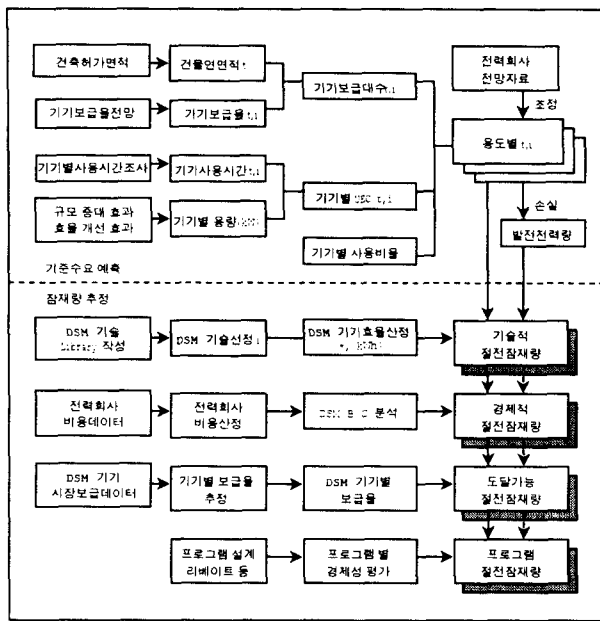 건축허가면적
건물연면적
전력회사
전망자료
기기보급대수t,i
조정
기기보급율전망
기기보급율t,i
용도별 t,i
기기별사용시간조사
기기사용시간t,i
기기별
손실
규모 증대 효과
효율 개선 효과
기기별 용량
발전전력량
기기별 사용비율
기준수요 예측
잠재량 추정
DSM 기술
Library 작성
DSM 기술선정
DSM 기기효율산정
기술적
절전잠재량
전력회사
비용데이터
전력회사
비용산정
DSM B/C 분석
경제적
절전잠재량
DSM 기기
시장보급데이터
기기별 보급율
추정
DSM 기기별
보급율
도달가능
절전잠재량
프로그램 설계
리베이트 등
프로그램 별
경제성 평가
프로그램
절전잠재량